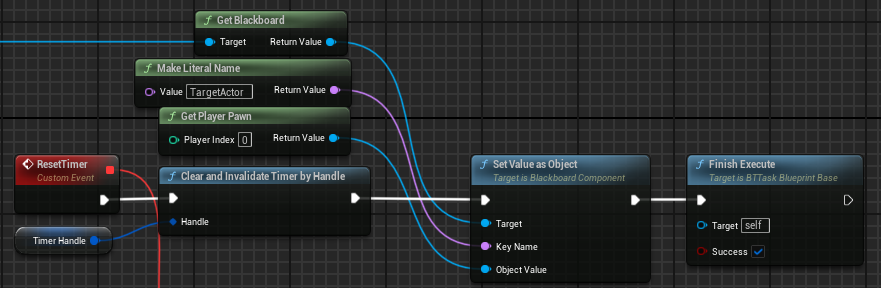 Get Blackboard
Target Return Value
Make Literal Name
Value TargetActor Return Value
Get Player Pawn
Player Index 0 Return Value
ResetTimer
Custom Event
Clear and Invalidate Timer by Handle
Handle
Timer Handle
Set Value as Object
Target is Blackboard Component
Target
Key Name
Object Value
Finish Execute
Target is BTTask Blueprint Base
Target self
Success